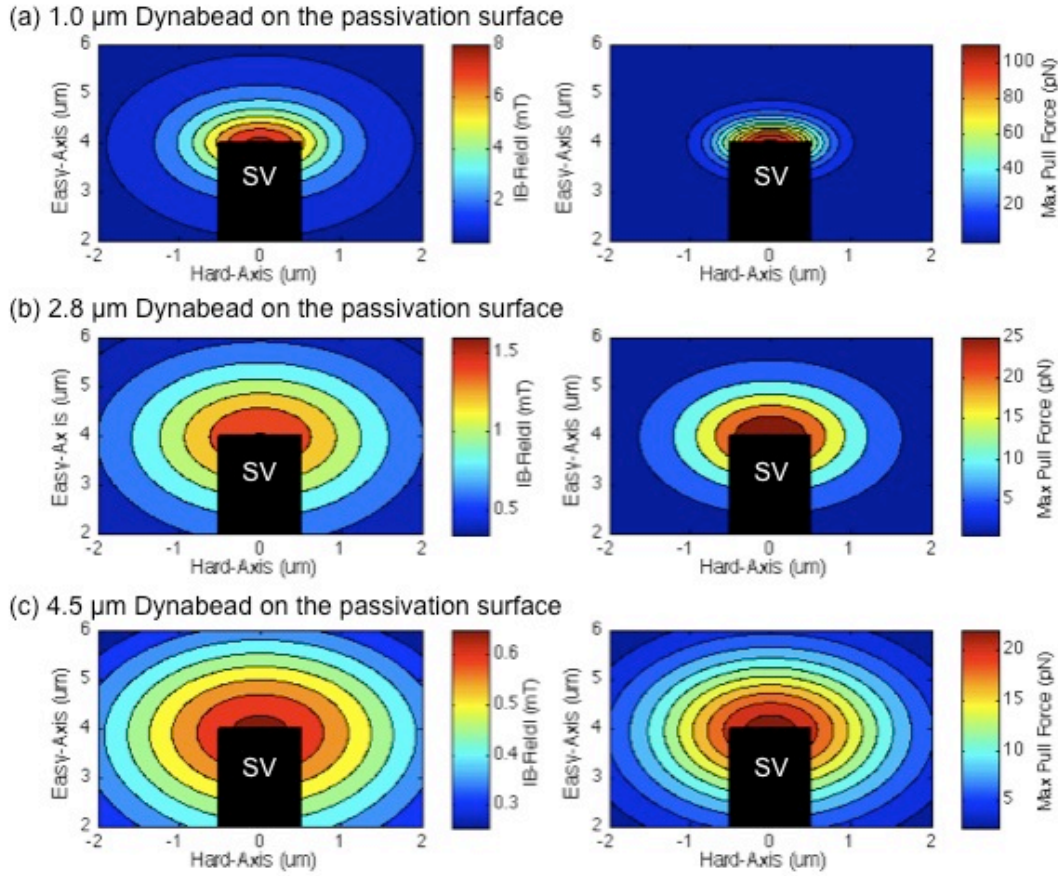 (a) 1.0 µm Dynabead on the passivation surface
6
5
4
3
2
Easy-Axis (um)
SV
-2 -1 0 1 2
Hard-Axis (um)
8
6
4
2
IB-Fieldl (mT)
6
5
4
3
2
Easy-Axis (um)
SV
-2 -1 0 1 2
Hard-Axis (um)
100
80
60
40
20
Max Pull Force (pN)
(b) 2.8 µm Dynabead on the passivation surface
6
5
4
3
2
Easy-Ax is (um)
SV
-2 -1 0 1 2
Hard-Axis (um)
1.5
1
0.5
IB-Fieldl (mT)
6
5
4
3
2
Easy-Axis (um)
SV
-2 -1 0 1 2
Hard-Axis (um)
25
20
15
10
5
Max Pull Force (pN)
(c) 4.5 µm Dynabead on the passivation surface
6
5
4
3
2
Easy-Axis (um)
SV
-2 -1 0 1 2
Hard-Axis (um)
0.6
0.5
0.4
0.3
IB-Fieldl (mT)
6
5
4
3
2
Easy-Axis (um)
SV
-2 -1 0 1 2
Hard-Axis (um)
20
15
10
5
Max Pull Force (pN)